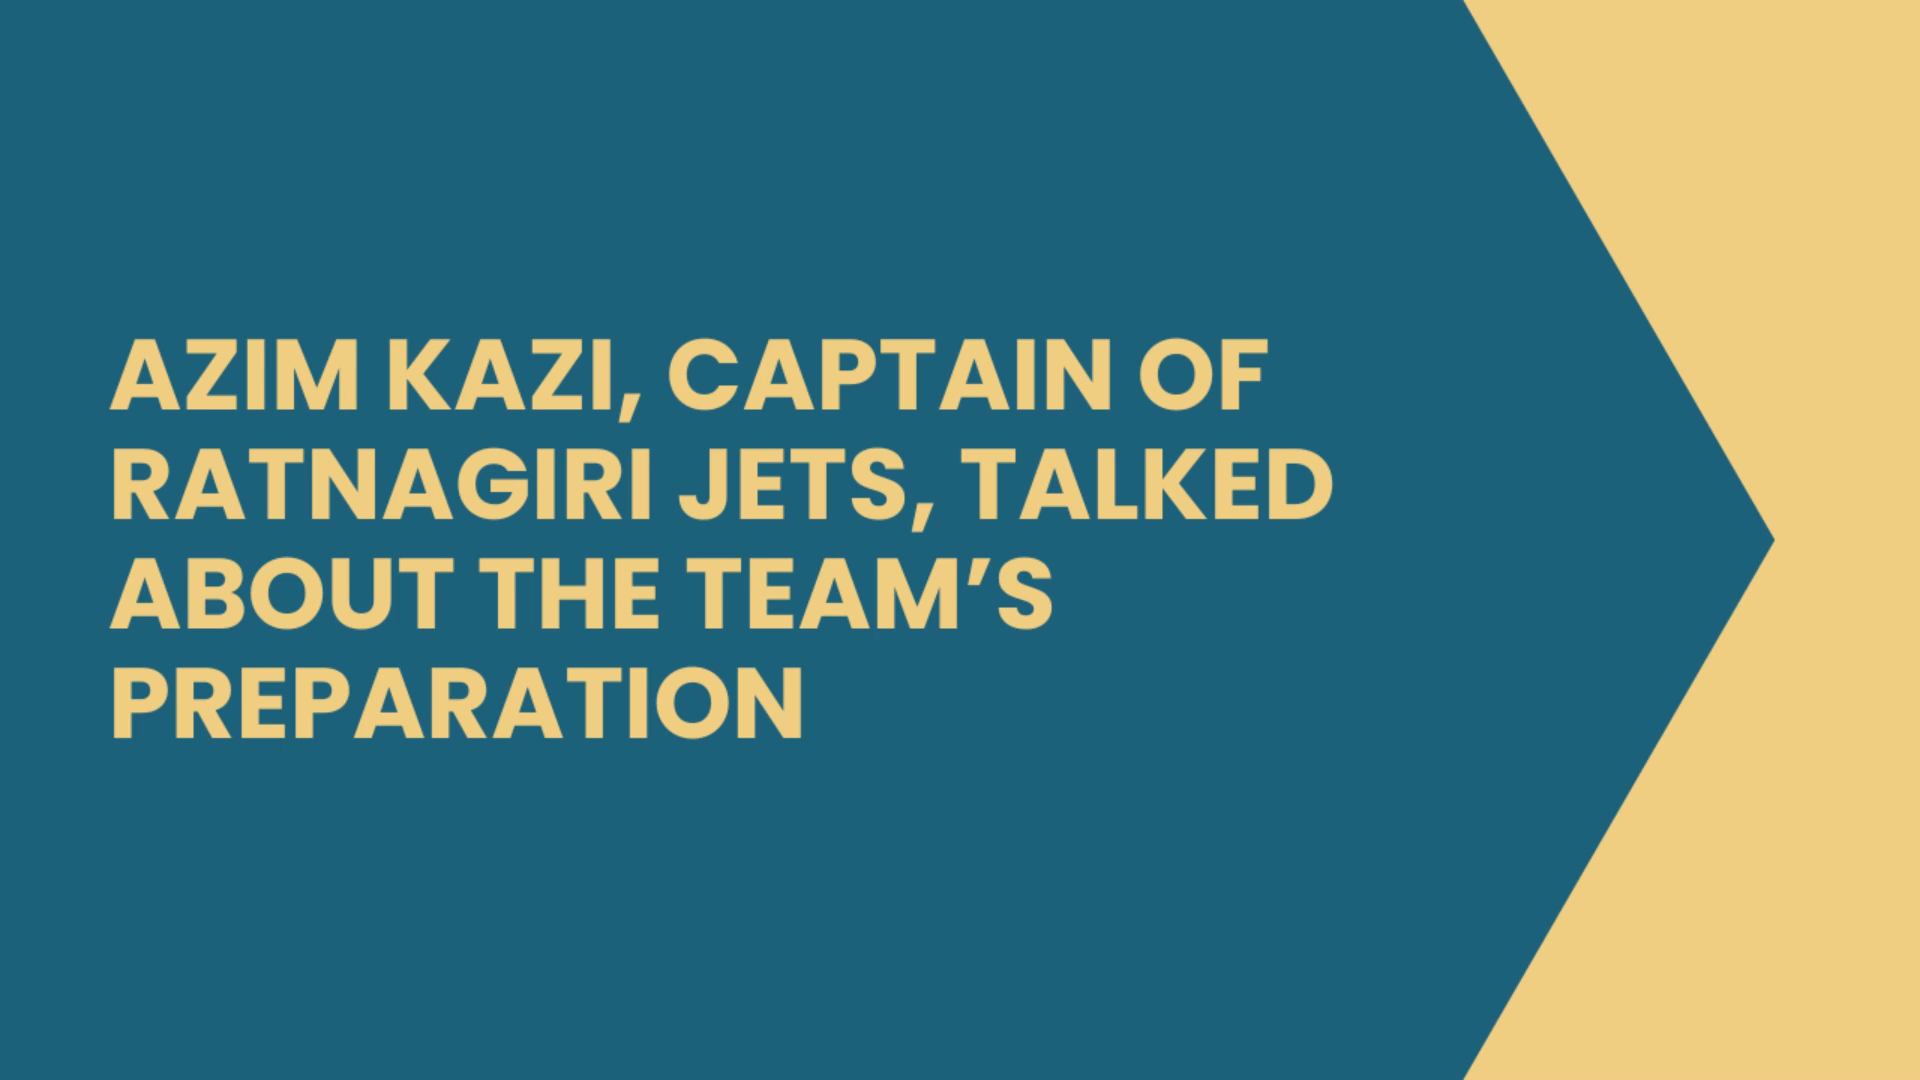 AZIM KAZI, CAPTAIN OF
RATNAGIRI JETS, TALKED
ABOUT THE TEAM’S
PREPARATION